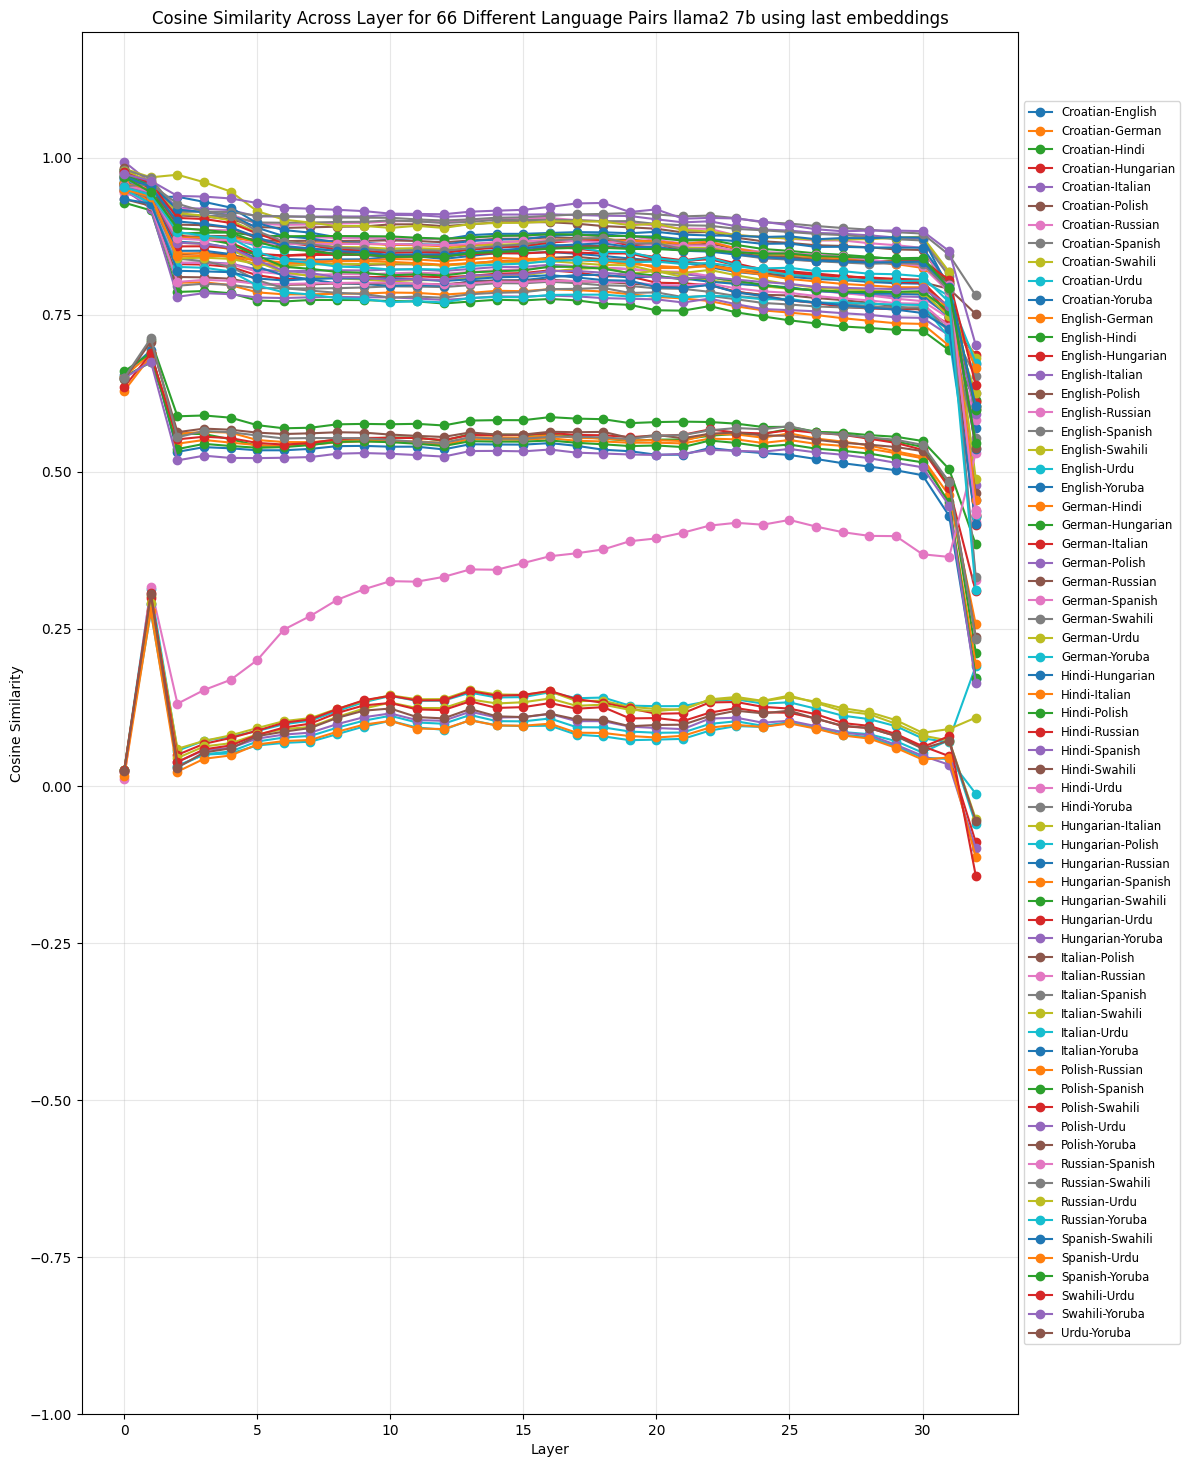 Cosine Similarity Across Layer for 66 Different Language Pairs llama2 7b using last embeddings
Cosine Similarity
1.00
0.75
0.50
0.25
0.00
−0.25
−0.50
−0.75
−1.00
0 5 10 15 20 25 30
Layer
Croatian-English
Croatian-German
Croatian-Hindi
Croatian-Hungarian
Croatian-Italian
Croatian-Polish
Croatian-Russian
Croatian-Spanish
Croatian-Swahili
Croatian-Urdu
Croatian-Yoruba
English-German
English-Hindi
English-Hungarian
English-Italian
English-Polish
English-Russian
English-Spanish
English-Swahili
English-Urdu
English-Yoruba
German-Hindi
German-Hungarian
German-Italian
German-Polish
German-Russian
German-Spanish
German-Swahili
German-Urdu
German-Yoruba
Hindi-Hungarian
Hindi-Italian
Hindi-Polish
Hindi-Russian
Hindi-Spanish
Hindi-Swahili
Hindi-Urdu
Hindi-Yoruba
Hungarian-Italian
Hungarian-Polish
Hungarian-Russian
Hungarian-Spanish
Hungarian-Swahili
Hungarian-Urdu
Hungarian-Yoruba
Italian-Polish
Italian-Russian
Italian-Spanish
Italian-Swahili
Italian-Urdu
Italian-Yoruba
Polish-Russian
Polish-Spanish
Polish-Swahili
Polish-Urdu
Polish-Yoruba
Russian-Spanish
Russian-Swahili
Russian-Urdu
Russian-Yoruba
Spanish-Swahili
Spanish-Urdu
Spanish-Yoruba
Swahili-Urdu
Swahili-Yoruba
Urdu-Yoruba